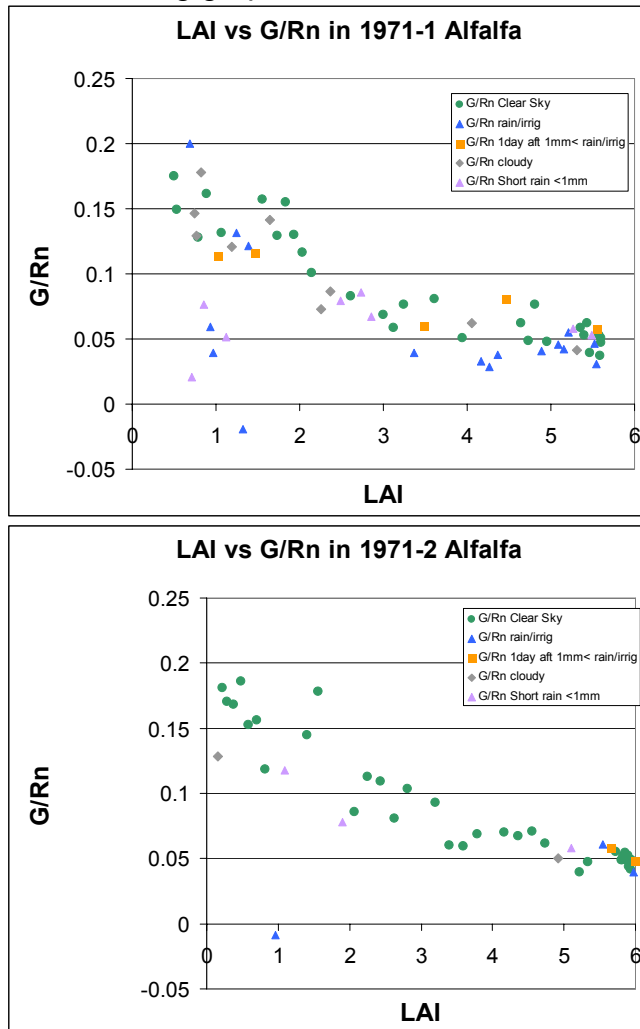 LAI vs G/Rn in 1971-1 Alfalfa
0.25
G/Rn Clear Sky
G/Rn rain/irrig
G/Rn 1day aft 1mm< rain/irrig
G/Rn cloudy
G/Rn Short rain <1mm
0.2
0.15
0.1
0.05
0
-0.05
G/Rn
0 1 2 3 4 5 6
LAI
LAI vs G/Rn in 1971-2 Alfalfa
0.25
G/Rn Clear Sky
G/Rn rain/irrig
G/Rn 1day aft 1mm< rain/irrig
G/Rn cloudy
G/Rn Short rain <1mm
0.2
0.15
0.1
0.05
0
-0.05
G/Rn
0 1 2 3 4 5 6
LAI